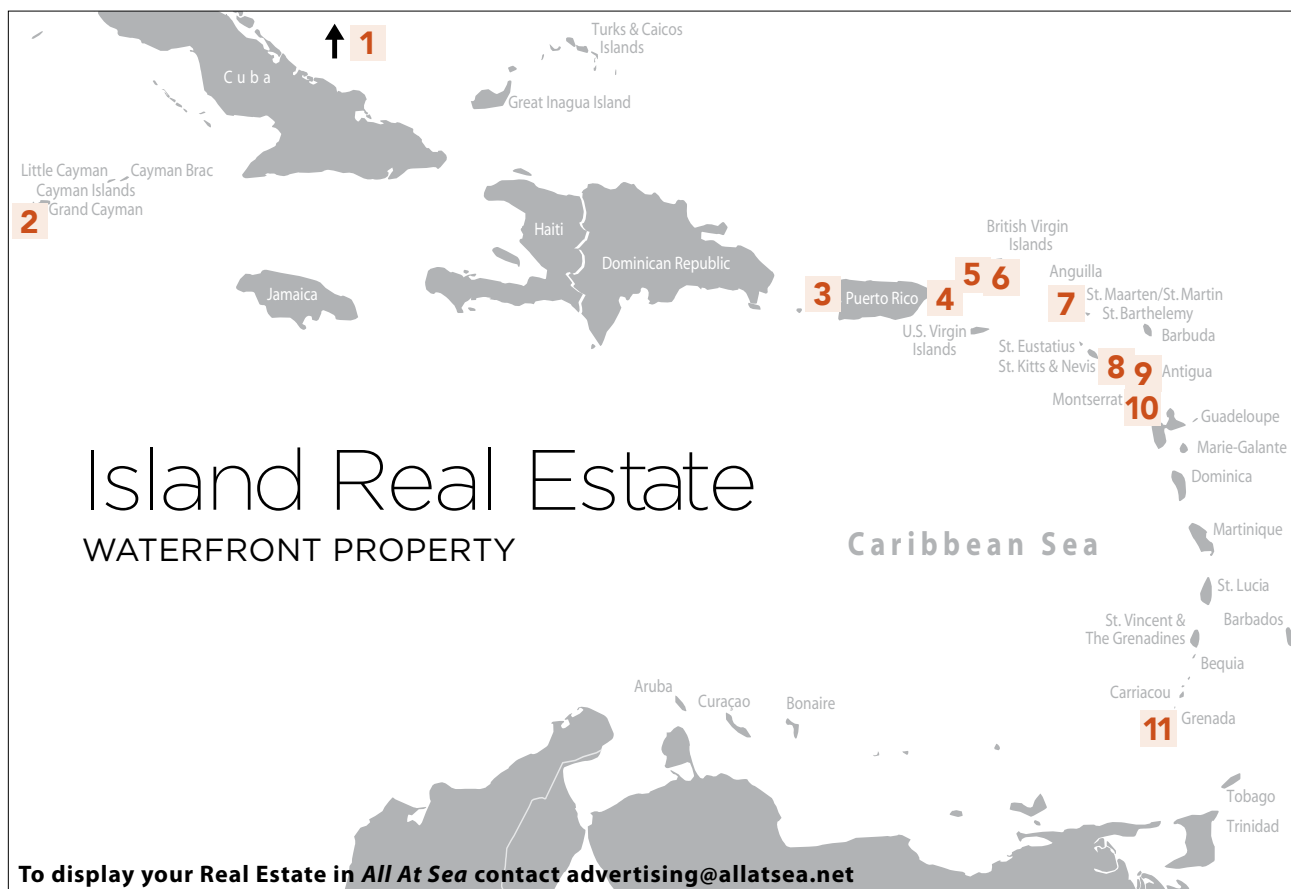 Turks & Caicos
Islands
1
Cuba
Great Inagua Island
Little Cayman
Cayman Brac
Cayman Islands
2
Grand Cayman
British Virgin
Islands
Haiti
Dominican Republic
Anguilla
Jamaica
3
Puerto Rico
4
5
6
7
St. Maarten/St. Martin
St. Barthelemy
U.S. Virgin
Islands
Barbuda
St. Eustatius
St. Kitts & Nevis
8
9
Antigua
Montserrat
10
Guadeloupe
Marie-Galante
Island Real Estate
WATERFRONT PROPERTY
Dominica
Caribbean Sea
Martinique
St. Lucia
St. Vincent &
The Grenadines
Barbados
Bequia
Aruba
Curaçao
Bonaire
Carriacou
11
Grenada
Tobago
Trinidad
To display your Real Estate in All At Sea contact advertising@allatsea.net